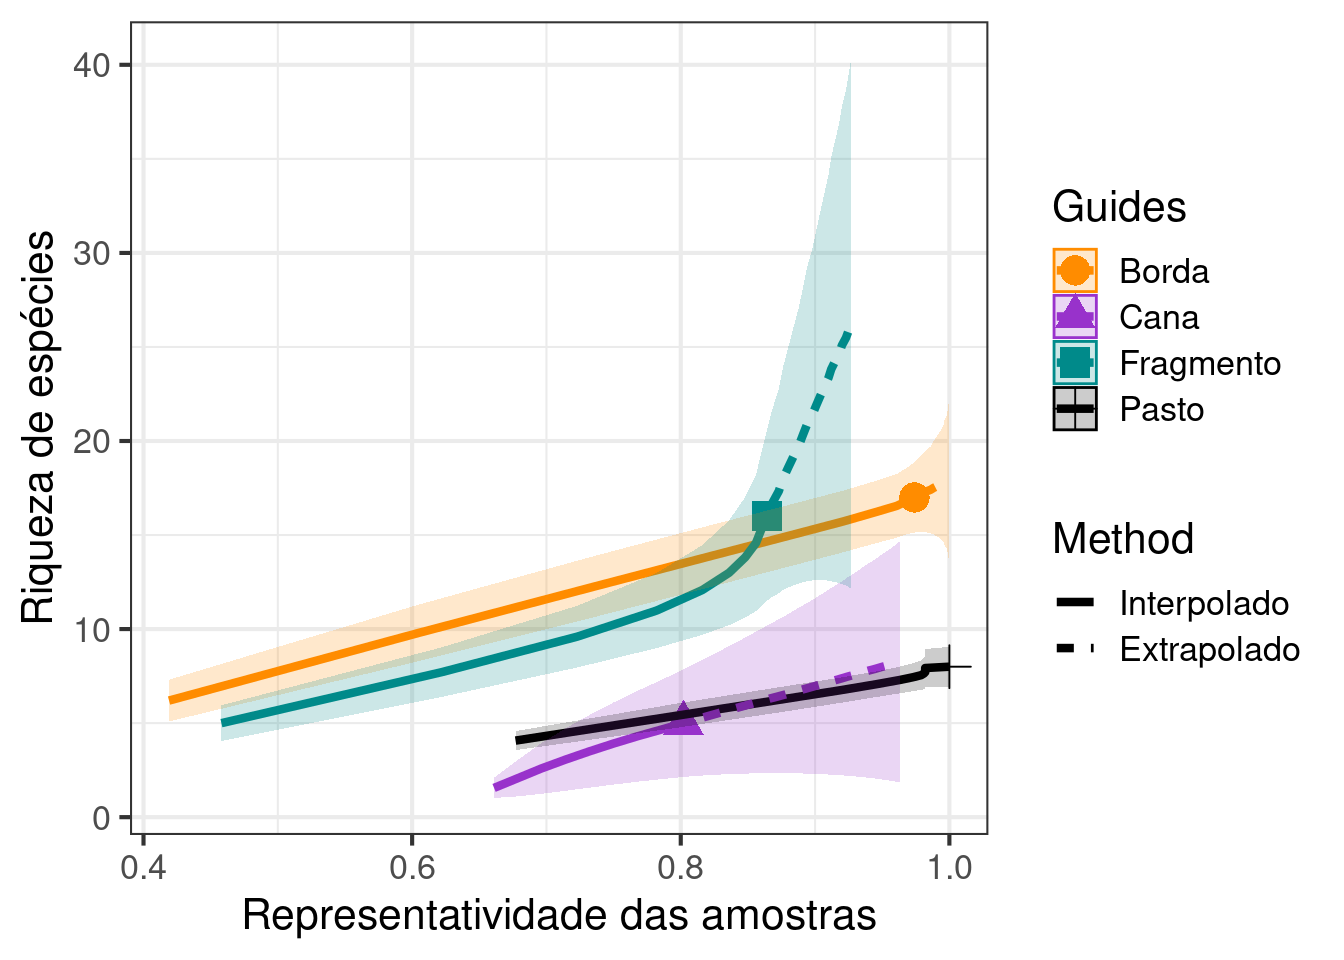 Riqueza de espécies
40
30
20
10
0
0.4
0.6
0.8
1.0
Representatividade das amostras
Guides
Borda
Cana
Fragmento
Pasto
Method
Interpolado
Extrapolado